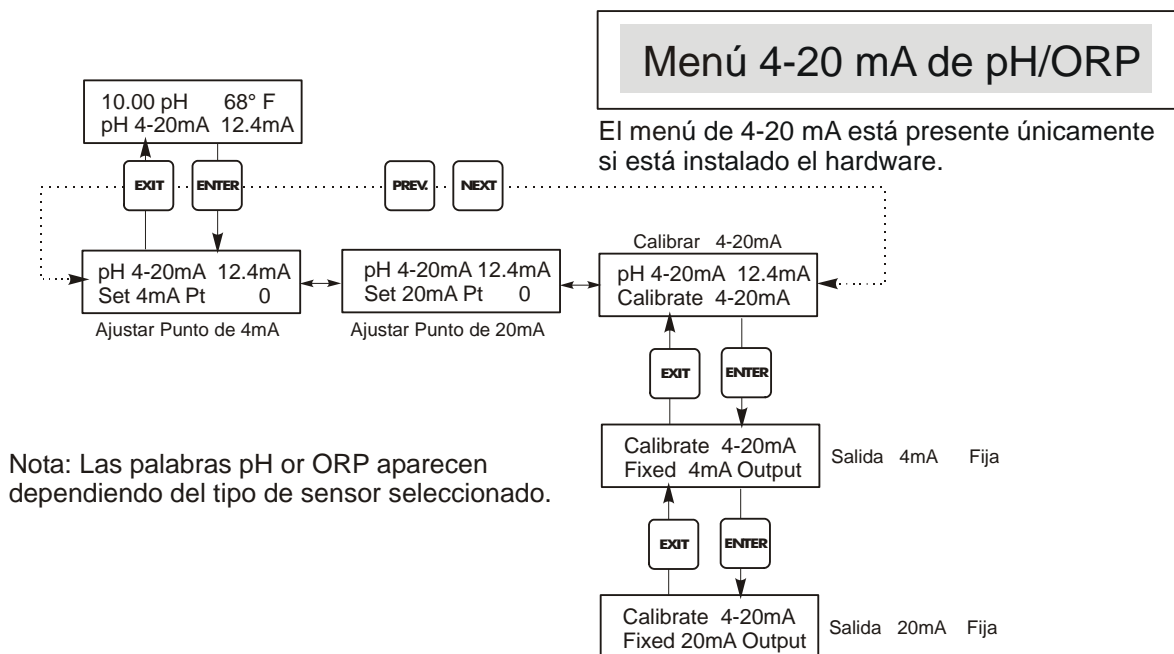 Menú 4-20 mA de pH/ORP
El menú de 4-20 mA está presente únicamente
si está instalado el hardware.
10.00 pH 68° F
pH 4-20mA 12.4mA
EXIT
ENTER
PREV.
NEXT
pH 4-20mA 12.4mA
Set 4mA Pt 0
Ajustar Punto de 4mA
pH 4-20mA 12.4mA
Set 20mA Pt 0
Ajustar Punto de 20mA
Calibrar 4-20mA
pH 4-20mA 12.4mA
Calibrate 4-20mA
EXIT
ENTER
Calibrate 4-20mA
Fixed 4mA Output
Salida 4mA Fija
Nota: Las palabras pH or ORP aparecen
dependiendo del tipo de sensor seleccionado.
EXIT
ENTER
Calibrate 4-20mA
Fixed 20mA Output
Salida 20mA Fija